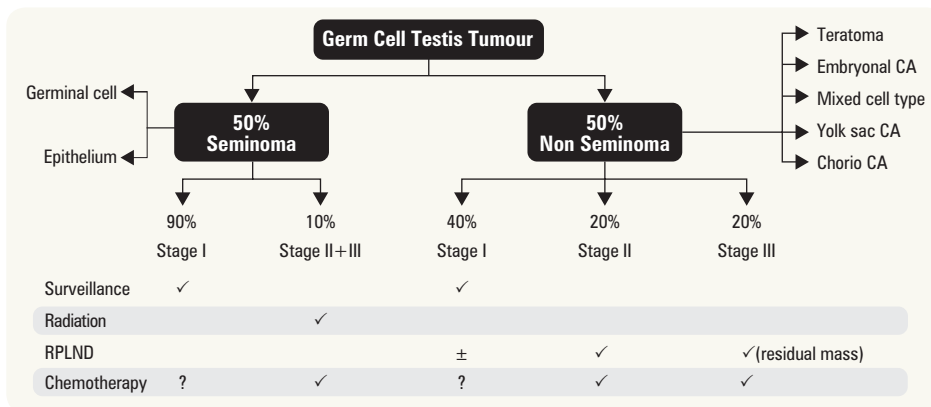 Germ Cell Testis Tumour
Germinal cell
Epithelium
50%
Seminoma
50%
Non Seminoma
Teratoma
Embryonal CA
Mixed cell type
Yolk sac CA
Chorio CA
90% 10% 40% 20% 20%
Stage I Stage II+III Stage I Stage II Stage III
Surveillance ✓ ✓
Radiation ✓
RPLND ± ✓ ✓(residual mass)
Chemotherapy ? ✓ ? ✓ ✓